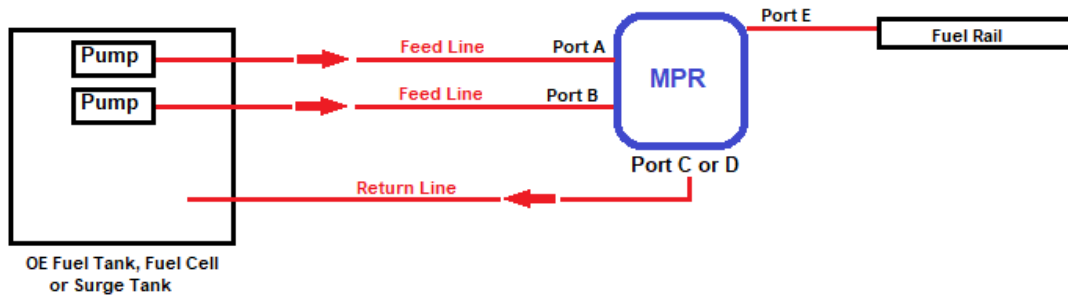 Port E
Fuel Rail
Pump
Feed Line
Port A
MPR
Pump
Feed Line
Port B
Port C or D
Return Line
OE Fuel Tank, Fuel Cell
or Surge Tank